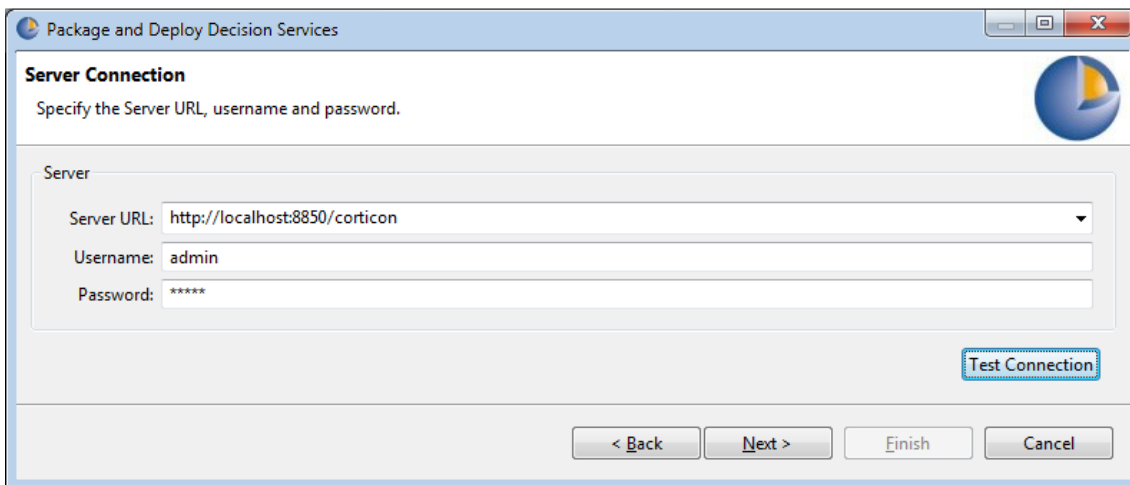 Package and Deploy Decision Services
Server Connection
Specify the Server URL, username and password.
Server
Server URL: http://localhost:8850/corticon
Username: admin
Password: *****
Test Connection
< Back Next > Finish Cancel